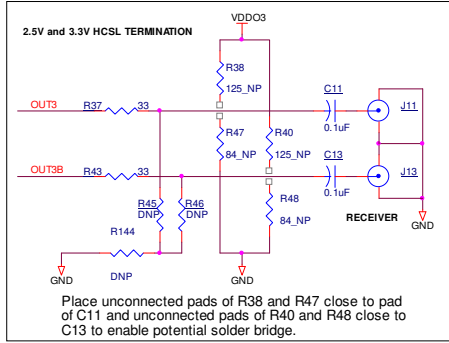 VDDO3
2.5V and 3.3V HCSL TERMINATION
R38
125_NP
C11
OUT3
R37
33
J11
R47
0.1uF
84_NP
R40
125_NP
C13
OUT3B
R43
33
J13
0.1uF
R45
DNP
R46
DNP
R48
84_NP
RECEIVER
R144
GND
DNP
GND
GND
Place unconnected pads of R38 and R47 close to pad
of C11 and unconnected pads of R40 and R48 close to
C13 to enable potential solder bridge.